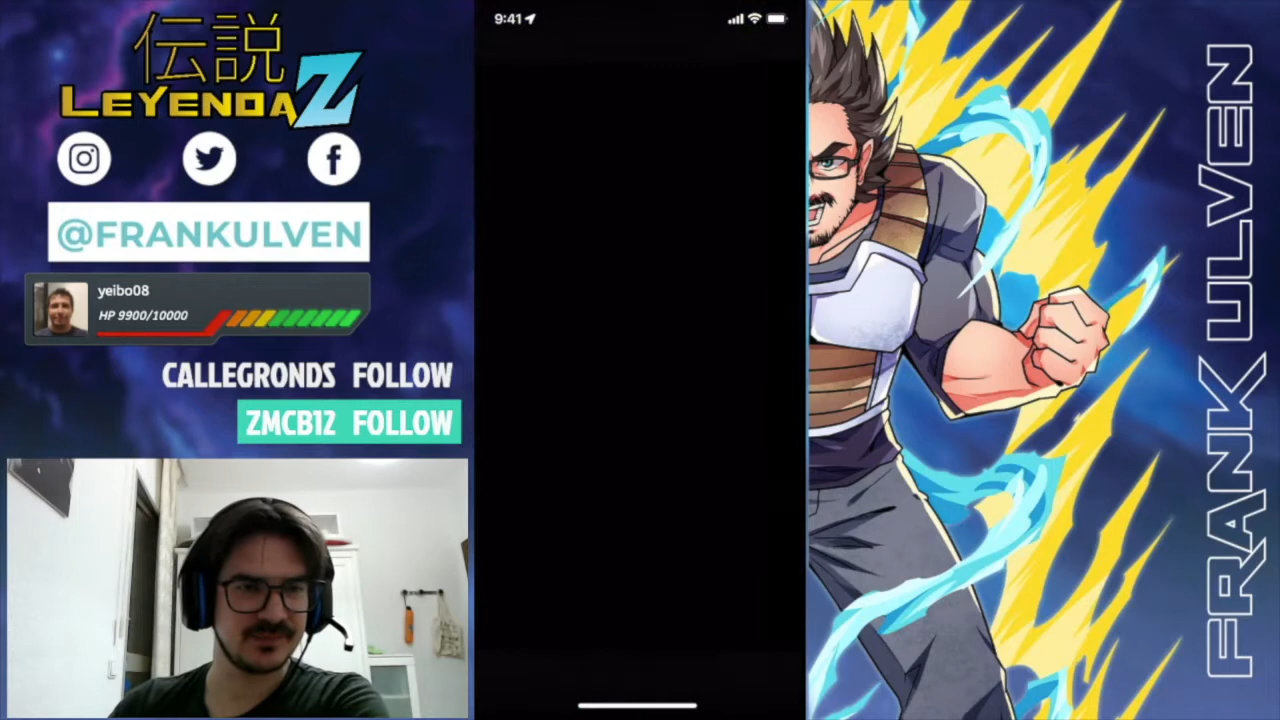 伝説
LEYENDA Z
@FRANKULVEN
yeibo08
HP 9900/10000
CALLEGRONDS FOLLOW
ZMCB12 FOLLOW
9:41
FRANK ULVEN